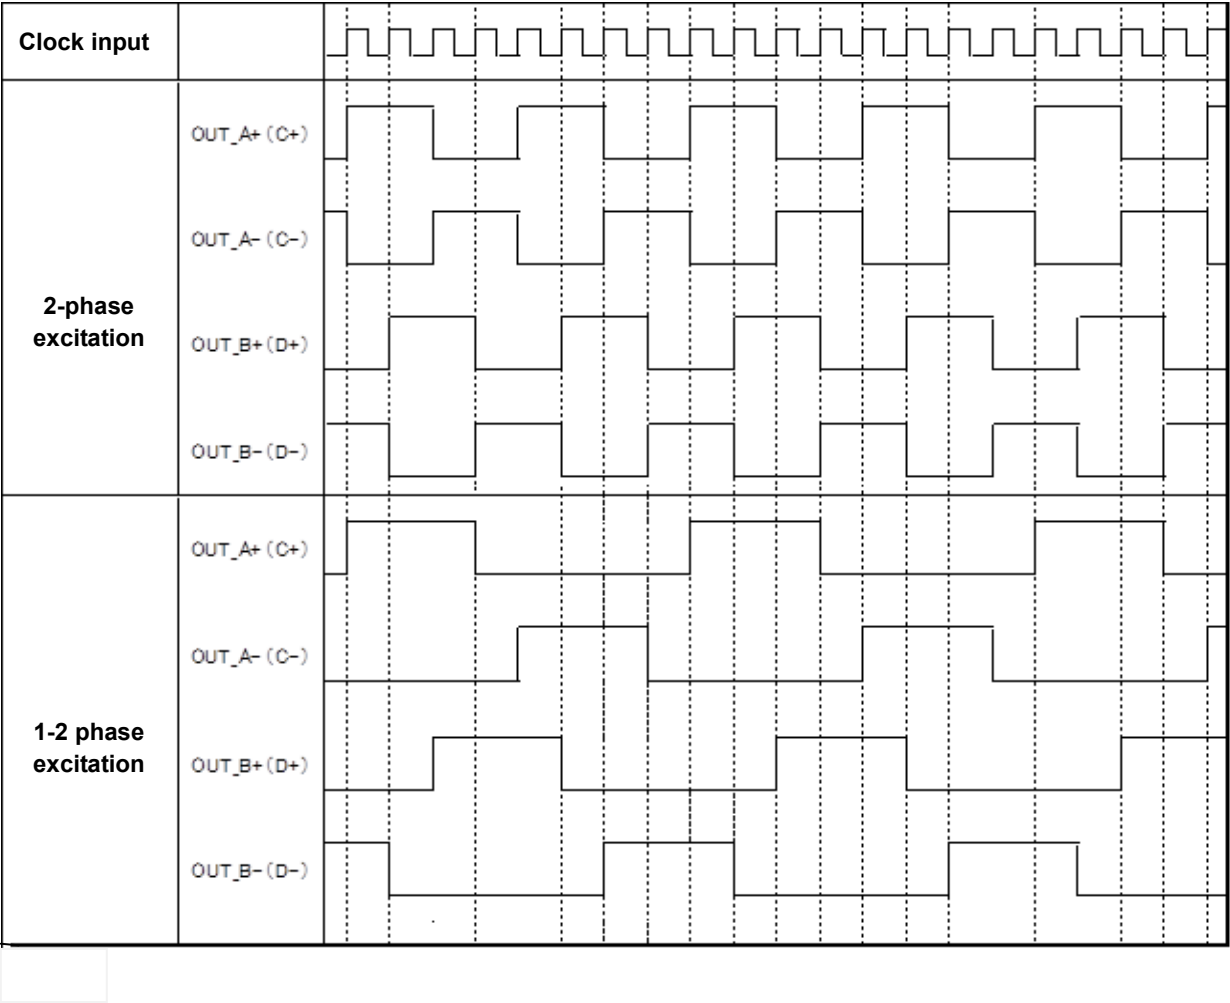 Clock input
2-phase
excitation
OUT_A+(C+)
OUT_A-(C-)
OUT_B+(D+)
OUT_B-(D-)
1-2 phase
excitation
OUT_A+(C+)
OUT_A-(C-)
OUT_B+(D+)
OUT_B-(D-)